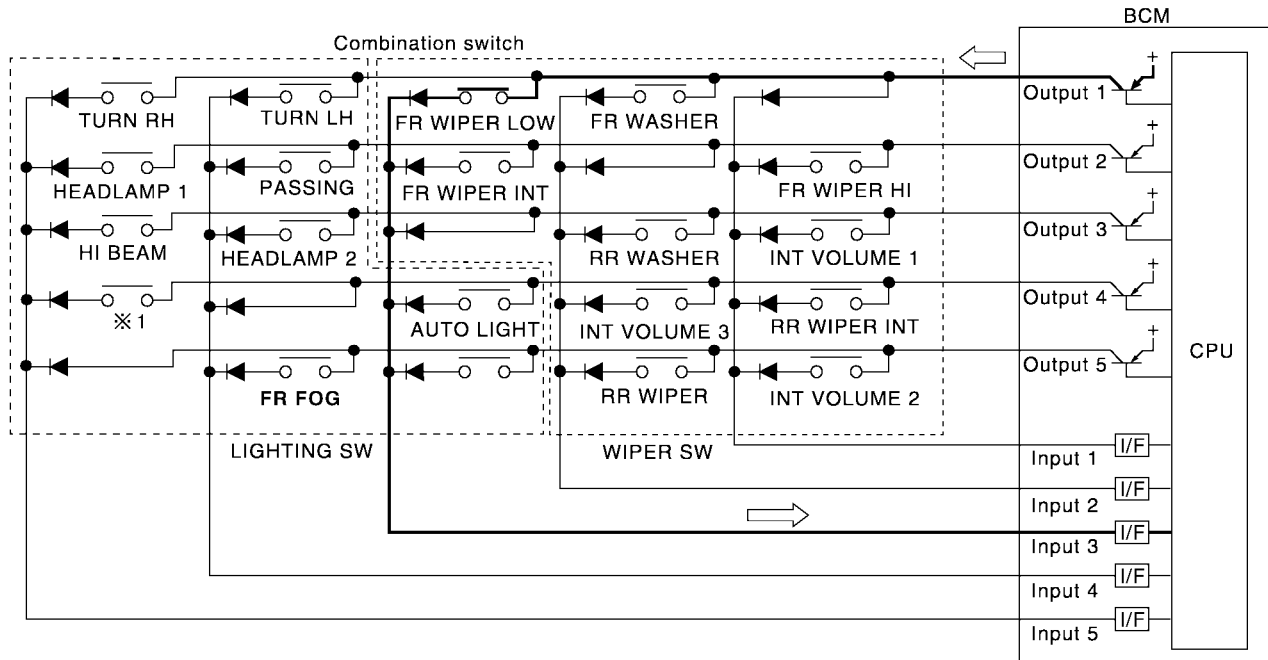 BCM
Combination switch
+
Output 1
TURN RH
TURN LH
FR WIPER LOW
FR WASHER
+
Output 2
HEADLAMP 1
PASSING
FR WIPER INT
FR WIPER HI
+
Output 3
HI BEAM
HEADLAMP 2
RR WASHER
INT VOLUME 1
+
Output 4
※1
AUTO LIGHT
INT VOLUME 3
RR WIPER INT
+
Output 5
CPU
FR FOG
RR WIPER
INT VOLUME 2
LIGHTING SW
WIPER SW
Input 1
I/F
Input 2
I/F
Input 3
I/F
Input 4
I/F
Input 5
I/F